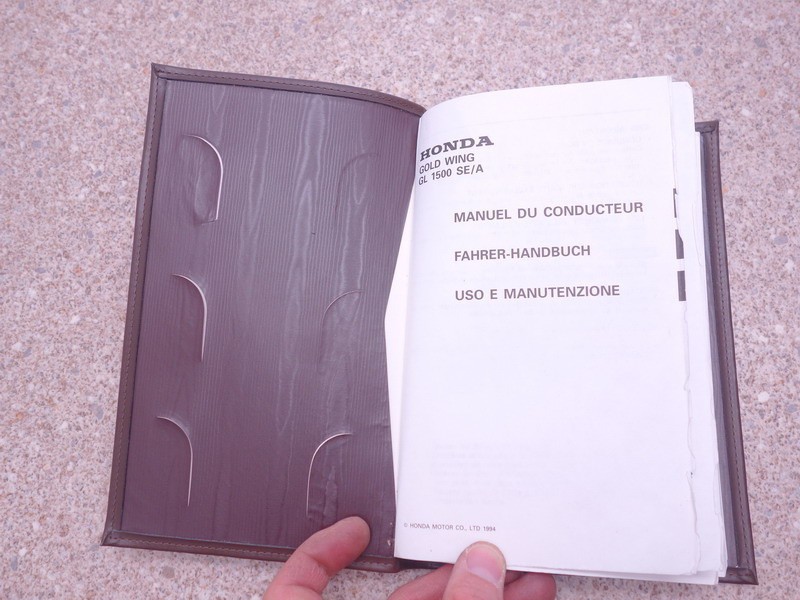 HONDA
GOLD WING
GL 1500 SE/A
MANUEL DU CONDUCTEUR
FAHRER-HANDBUCH
USO E MANUTENZIONE
© HONDA MOTOR CO., LTD 1994